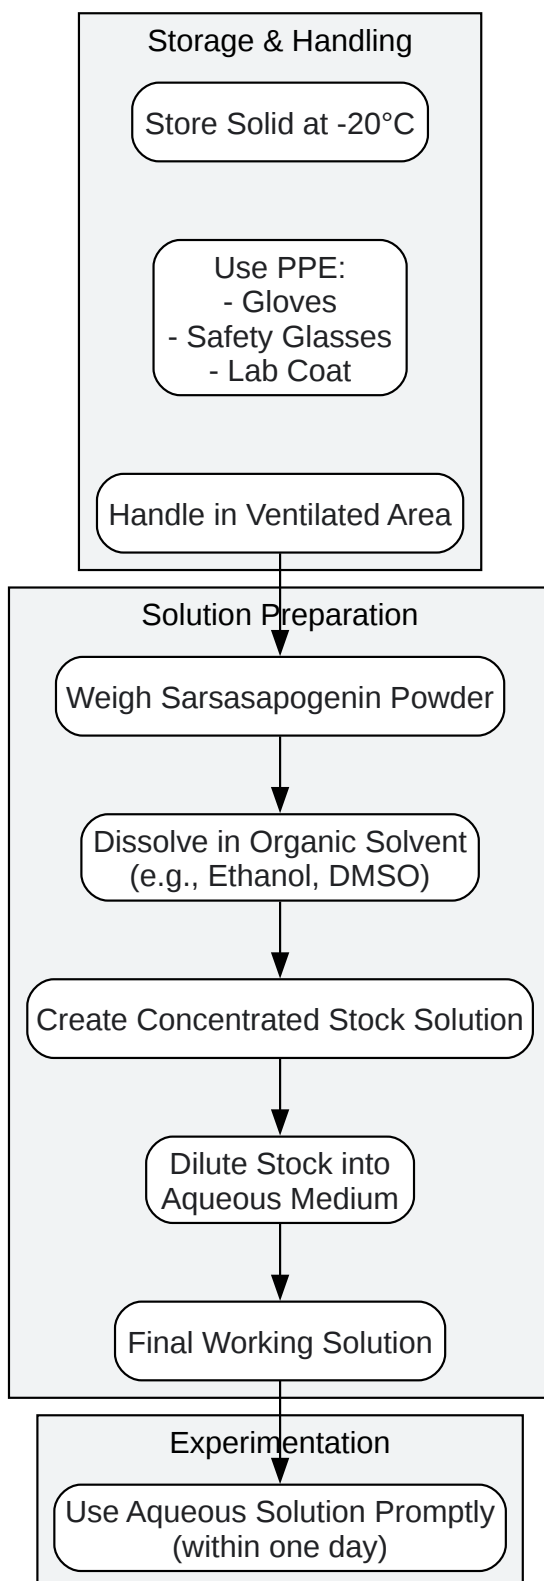 Storage & Handling
Store Solid at -20°C
Use PPE:
- Gloves
- Safety Glasses
- Lab Coat
Handle in Ventilated Area
Solution Preparation
Weigh Sarsasapogenin Powder
Dissolve in Organic Solvent
(e.g., Ethanol, DMSO)
Create Concentrated Stock Solution
Dilute Stock into
Aqueous Medium
Final Working Solution
Experimentation
Use Aqueous Solution Promptly
(within one day)